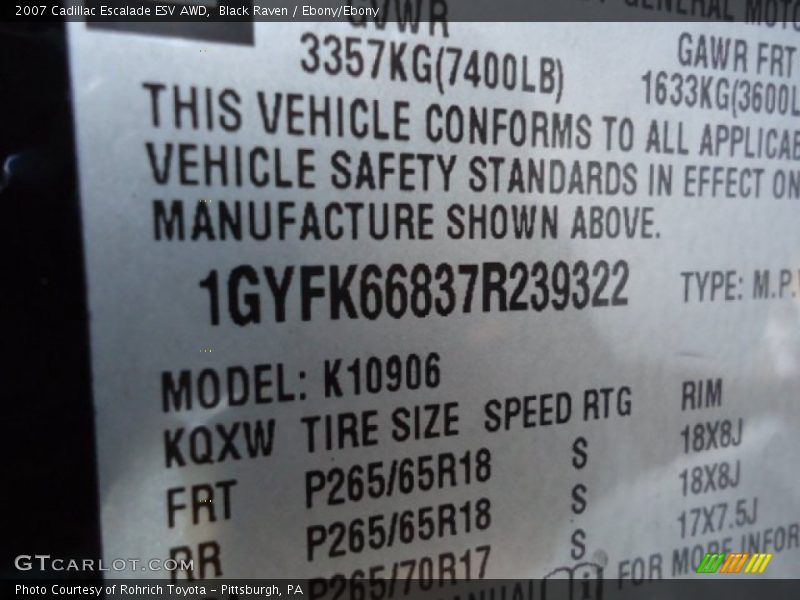 2007 Cadillac Escalade ESV AWD, Black Raven / Ebony/Ebony
GVWR
GENERAL
3357KG(7400LB)
GAWR FRT
1633KG(3600L
THIS VEHICLE CONFORMS TO ALL APPLICAB
VEHICLE SAFETY STANDARDS IN EFFECT ON
MANUFACTURE SHOWN ABOVE.
1GYFK66837R239322 TYPE: M.P.
MODEL: K10906
KQXW TIRE SIZE SPEED RTG RIM
FRT P265/65R18 S 18X8J
RR P265/65R18 S 18X8J
P265/70R17 S 17X7.5J
FOR MORE INFOR
GTCARLOT.COM
Photo Courtesy of Rohrich Toyota - Pittsburgh, PA